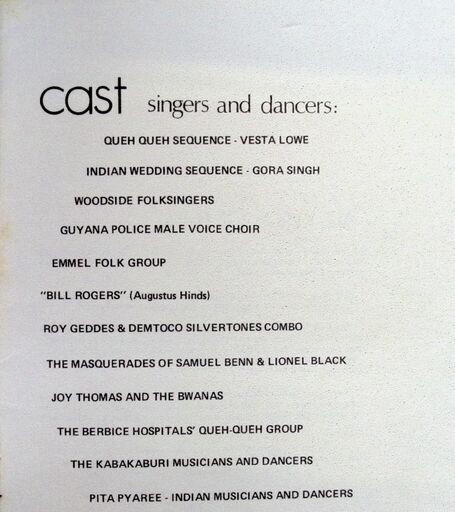 cast singers and dancers:
QUEH QUEH SEQUENCE - VESTA LOWE
INDIAN WEDDING SEQUENCE - GORA SINGH
WOODSIDE FOLKSINGERS
GUYANA POLICE MALE VOICE CHOIR
EMMEL FOLK GROUP
"BILL ROGERS" (Augustus Hinds)
ROY GEDDES & DEMTOCO SILVERTONES COMBO
THE MASQUERADES OF SAMUEL BENN & LIONEL BLACK
JOY THOMAS AND THE BWANAS
THE BERBICE HOSPITALS' QUEH-QUEH GROUP
THE KABAKABURI MUSICIANS AND DANCERS
PITA PYAREE - INDIAN MUSICIANS AND DANCERS